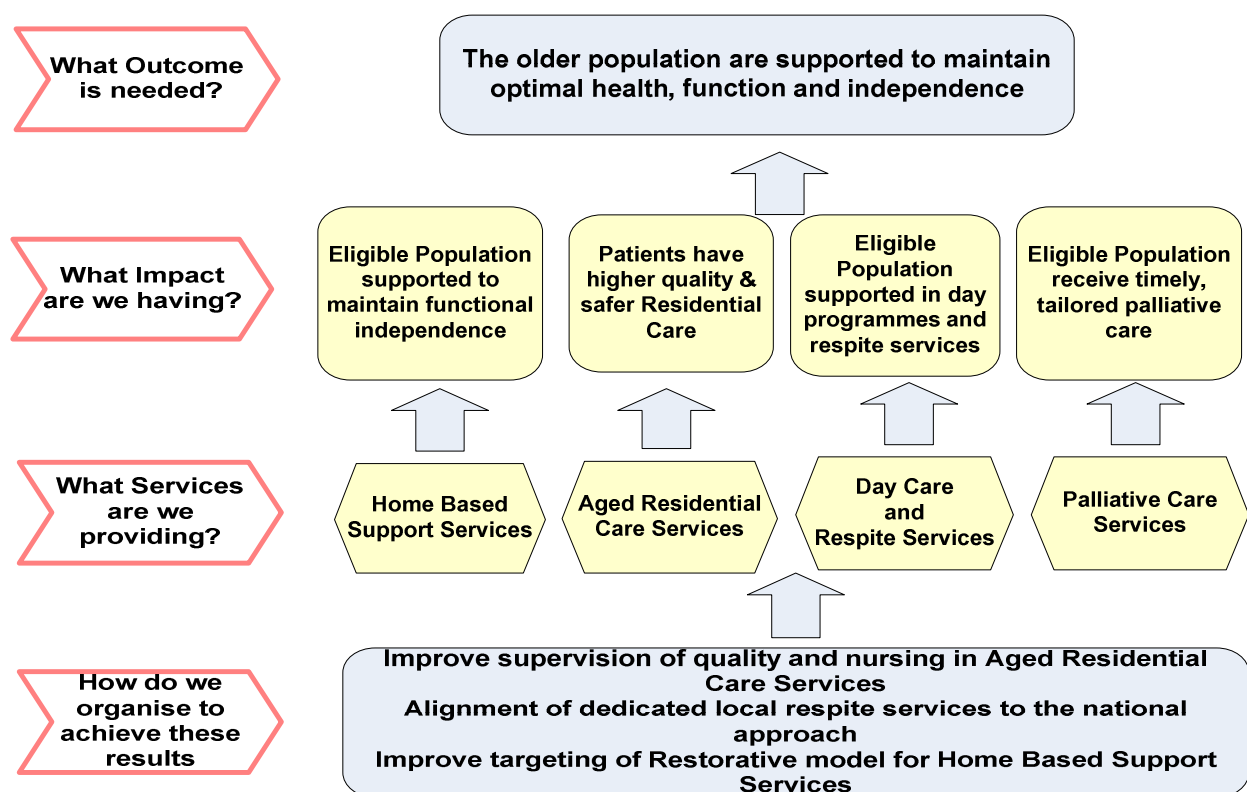 What Outcome
is needed?
The older population are supported to maintain
optimal health, function and independence
What Impact
are we having?
Eligible Population
supported to
maintain functional
independence
Patients have
higher quality &
safer Residential
Care
Eligible
Population
supported in day
programmes and
respite services
Eligible Population
receive timely,
tailored palliative
care
What Services
are we
providing?
Home Based
Support Services
Aged Residential
Care Services
Day Care
and
Respite Services
Palliative Care
Services
How do we
organise to
achieve these
results
Improve supervision of quality and nursing in Aged Residential
Care Services
Alignment of dedicated local respite services to the national
approach
Improve targeting of Restorative model for Home Based Support
Services